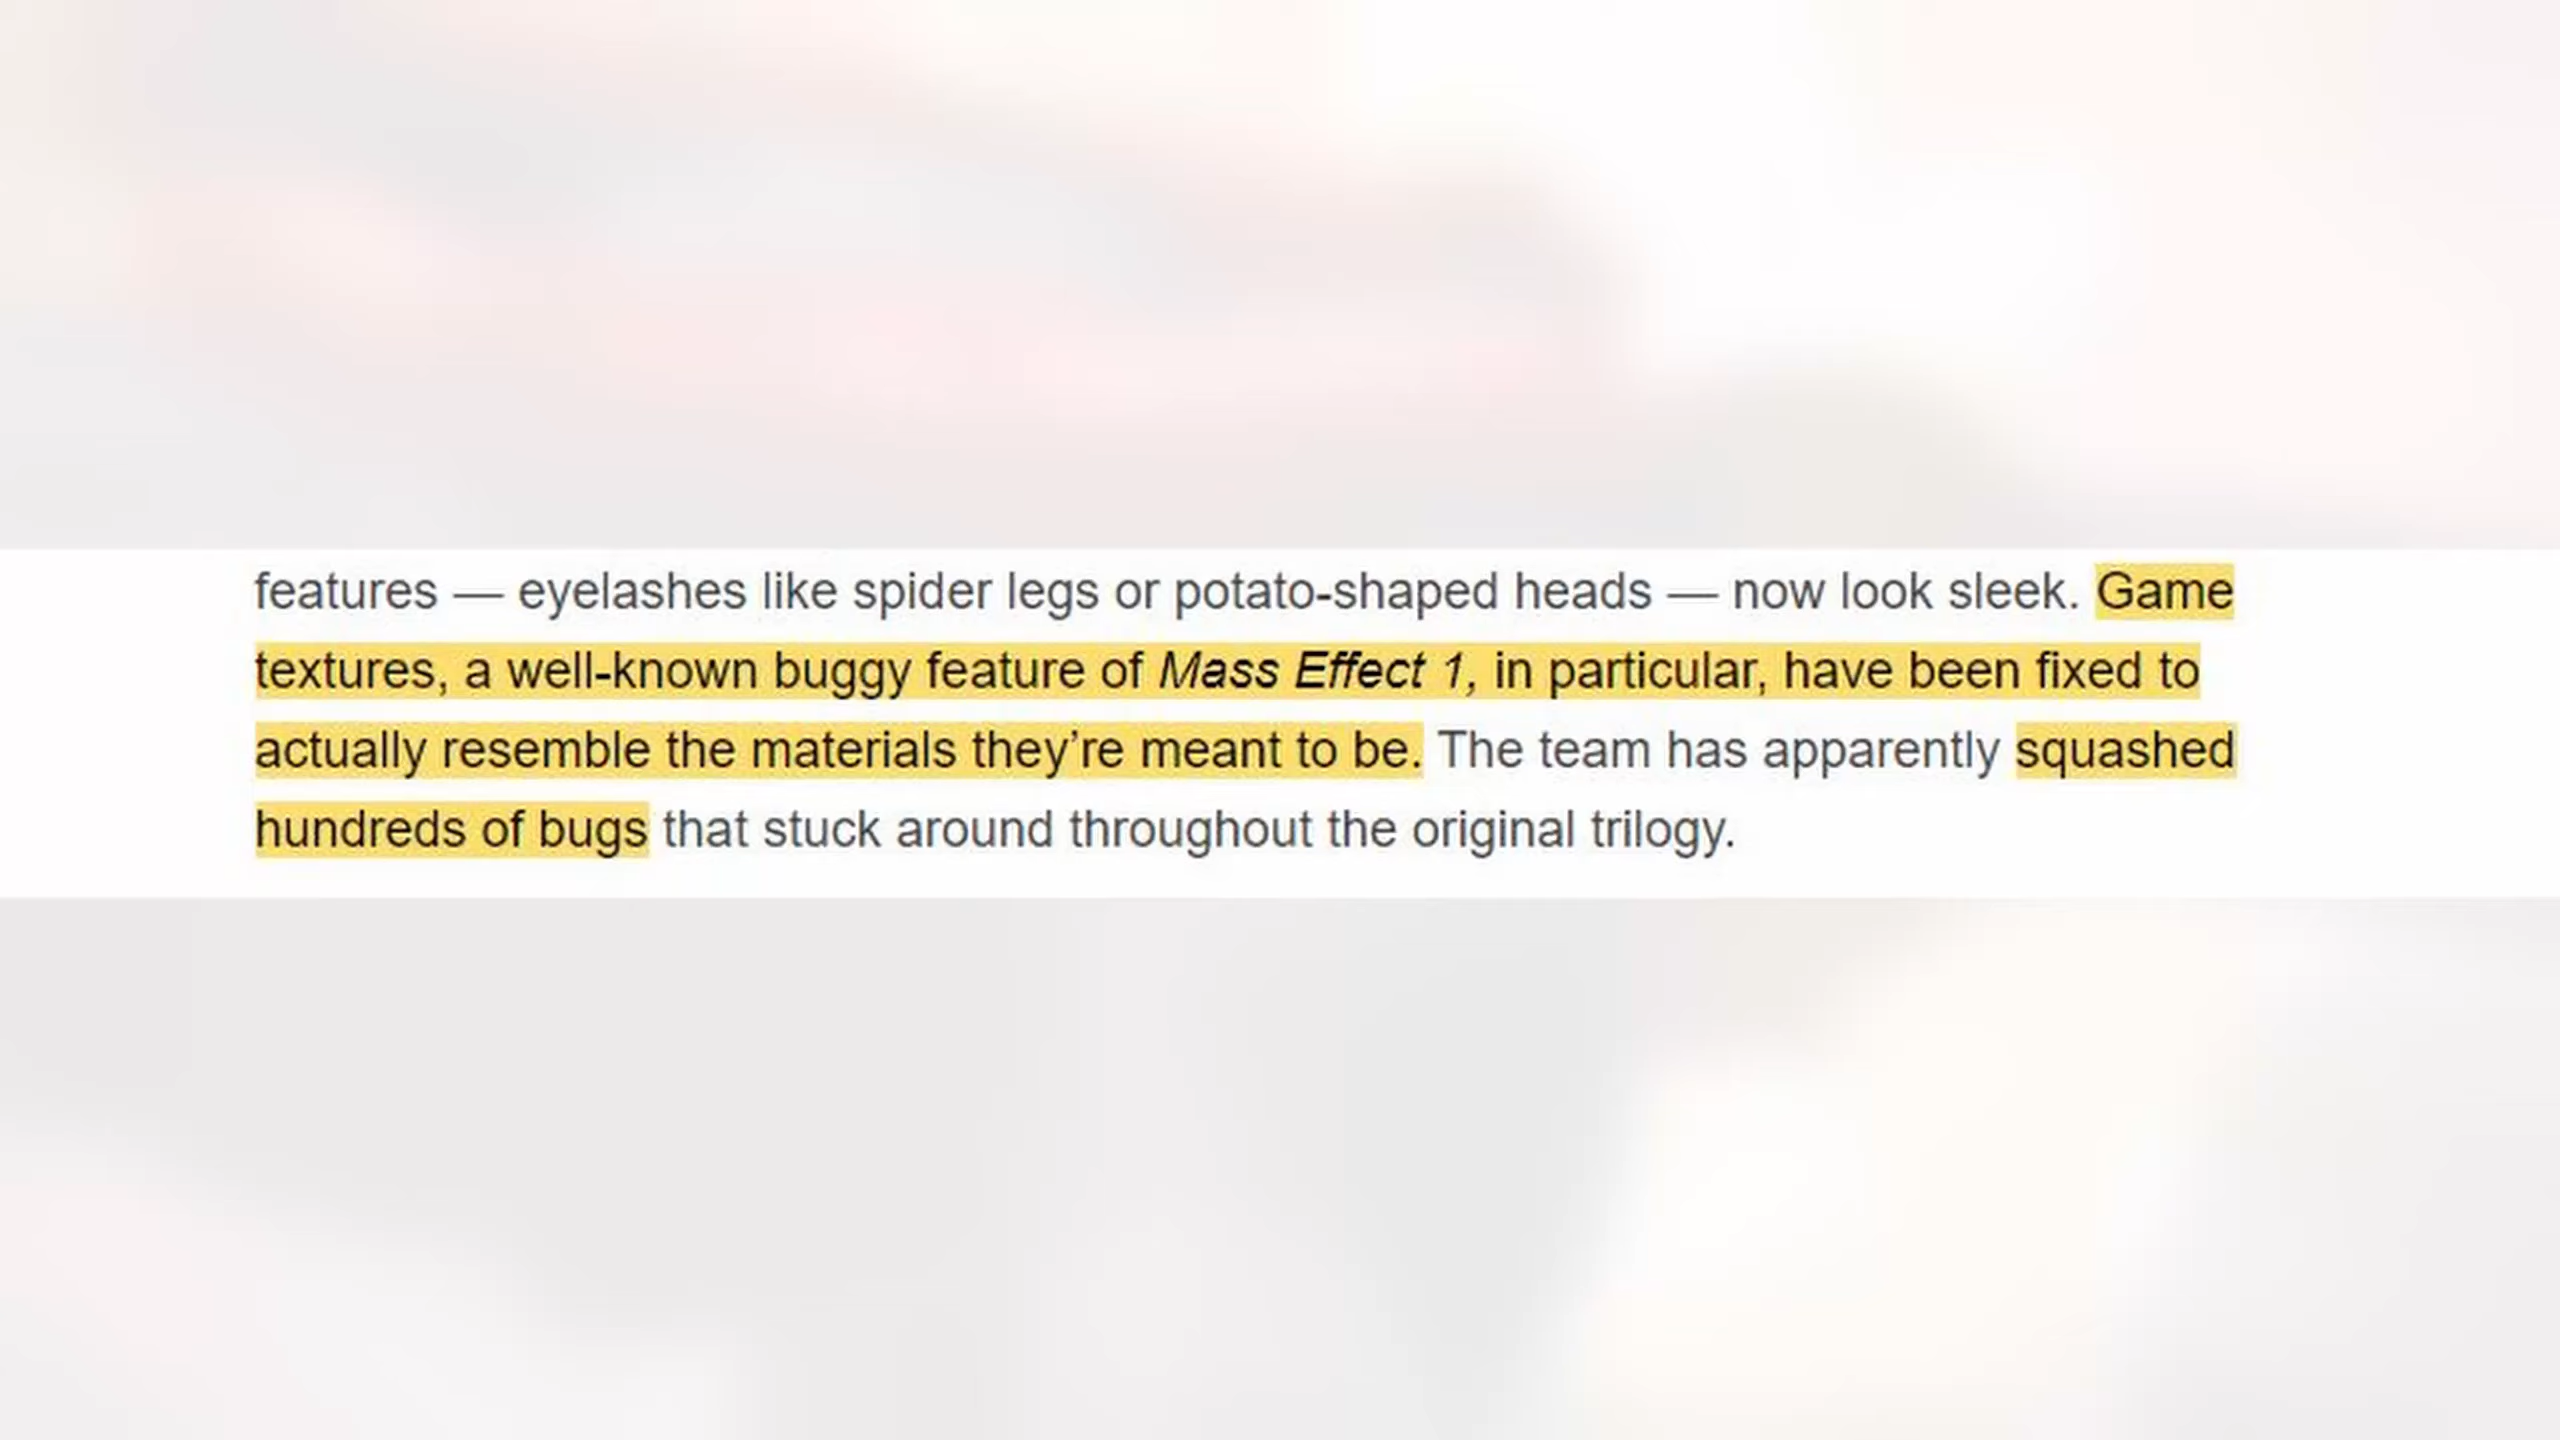 features — eyelashes like spider legs or potato-shaped heads — now look sleek. Game
textures, a well-known buggy feature of Mass Effect 1, in particular, have been fixed to
actually resemble the materials they’re meant to be. The team has apparently squashed
hundreds of bugs that stuck around throughout the original trilogy.